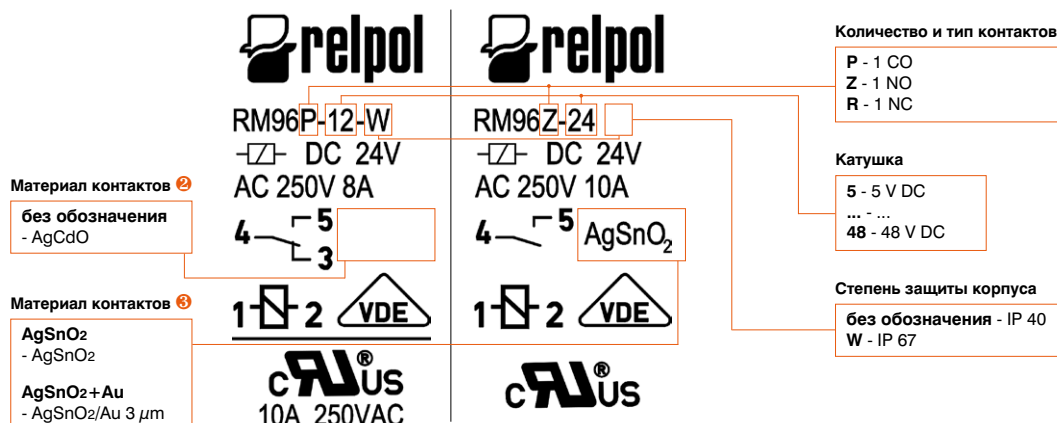 relpol
RM96P-12-W
DC 24V
AC 250V 8A
4 5
3
1 2 VDE
cRUus®
10A 250VAC
relpol
RM96Z-24
DC 24V
AC 250V 10A
4 5 AgSnO2
1 2 VDE
cRUus®
Материал контактов ❷
без обозначения
- AgCdO
Материал контактов ❸
AgSnO2
- AgSnO2
AgSnO2+Au
- AgSnO2/Au 3 µm
Количество и тип контактов
P - 1 CO
Z - 1 NO
R - 1 NC
Катушка
5 - 5 V DC
... - ...
48 - 48 V DC
Степень защиты корпуса
без обозначения - IP 40
W - IP 67